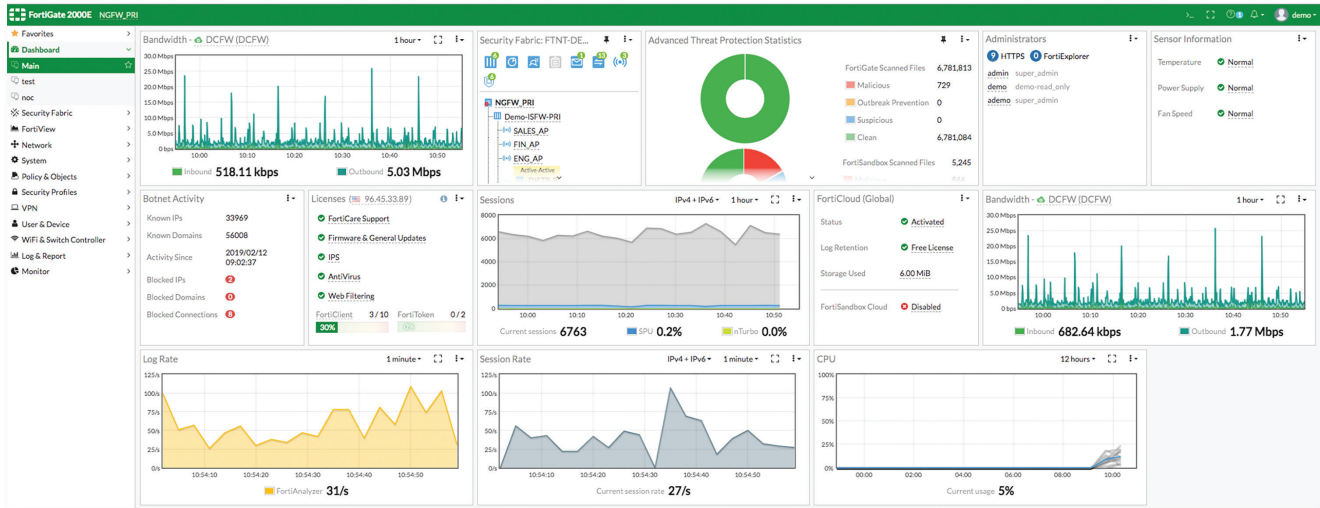 FortiGate 2000E NGFW_PRI
1 demo
Favorites
Dashboard
Main
test
noc
Security Fabric
FortiView
Network
System
Policy & Objects
Security Profiles
VPN
User & Device
WiFi & Switch Controller
Log & Report
Monitor
Bandwidth - DCFW (DCFW) 1 hour
30.0 Mbps
25.0 Mbps
20.0 Mbps
15.0 Mbps
10.0 Mbps
5.0 Mbps
0 bps
10:00 10:10 10:20 10:30 10:40 10:50
Inbound 518.11 kbps Outbound 5.03 Mbps
Security Fabric: FTNT-DE...
6 1 13 3
6
NGFW_PRI
Demo-ISFW-PRI
SALES_AP
FIN_AP
ENG_AP
Active-Active
Advanced Threat Protection Statistics
FortiGate Scanned Files 6,781,813
Malicious 729
Outbreak Prevention 0
Suspicious 0
Clean 6,781,084
FortiSandbox Scanned Files 5,245
Malicious
Administrators
9 HTTPS 0 FortiExplorer
admin super_admin
demo demo-read_only
ademo super_admin
Sensor Information
Temperature Normal
Power Supply Normal
Fan Speed Normal
Botnet Activity
Known IPs 33969
Known Domains 56008
Activity Since 2019/02/12
09:02:37
Blocked IPs 2
Blocked Domains 0
Blocked Connections 8
Licenses (96.45.33.89)
FortiCare Support
Firmware & General Updates
IPS
AntiVirus
Web Filtering
FortiClient 3 / 10 FortiToken 0 / 2
30% 0%
Sessions IPv4 + IPv6 1 hour
8000
6000
4000
2000
0
10:00 10:10 10:20 10:30 10:40 10:50
Current sessions 6763 SPU 0.2% nTurbo 0.0%
FortiCloud (Global)
Status Activated
Log Retention Free License
Storage Used 6.00 MiB
FortiSandbox Cloud Disabled
Bandwidth - DCFW (DCFW) 1 hour
30.0 Mbps
25.0 Mbps
20.0 Mbps
15.0 Mbps
10.0 Mbps
5.0 Mbps
0 bps
10:00 10:10 10:20 10:30 10:40 10:50
Inbound 682.64 kbps Outbound 1.77 Mbps
Log Rate 1 minute
125/s
100/s
75/s
50/s
25/s
0/s
10:54:10 10:54:20 10:54:30 10:54:40 10:54:50
FortiAnalyzer 31/s
Session Rate IPv4 + IPv6 1 minute
125/s
100/s
75/s
50/s
25/s
0/s
10:54:10 10:54:20 10:54:30 10:54:40 10:54:50
Current session rate 27/s
CPU 12 hours
100%
75%
50%
25%
0%
00:00 02:00 04:00 06:00 08:00 10:00
Current usage 5%